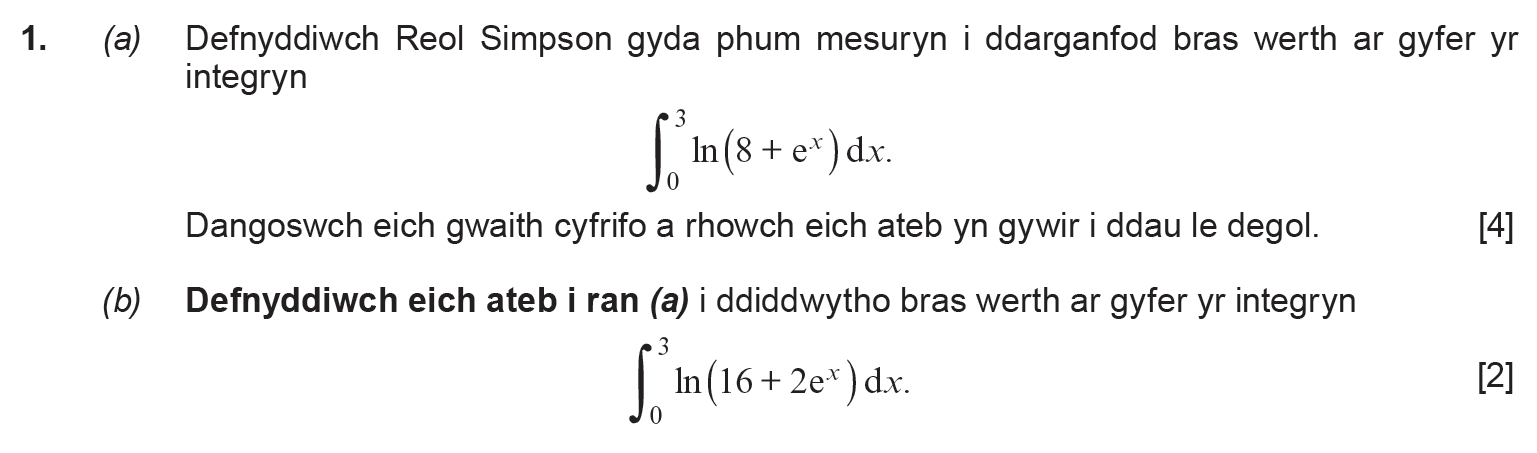 1. (a) Defnyddiwch Reol Simpson gyda phum mesuryn i ddarganfod bras werth ar gyfer yr
integryn
∫₀³ ln(8 + eˣ) dx.
Dangoswch eich gwaith cyfrifo a rhowch eich ateb yn gywir i ddau le degol. [4]
(b) Defnyddiwch eich ateb i ran (a) i ddiddwytho bras werth ar gyfer yr integryn
∫₀³ ln(16 + 2eˣ) dx. [2]